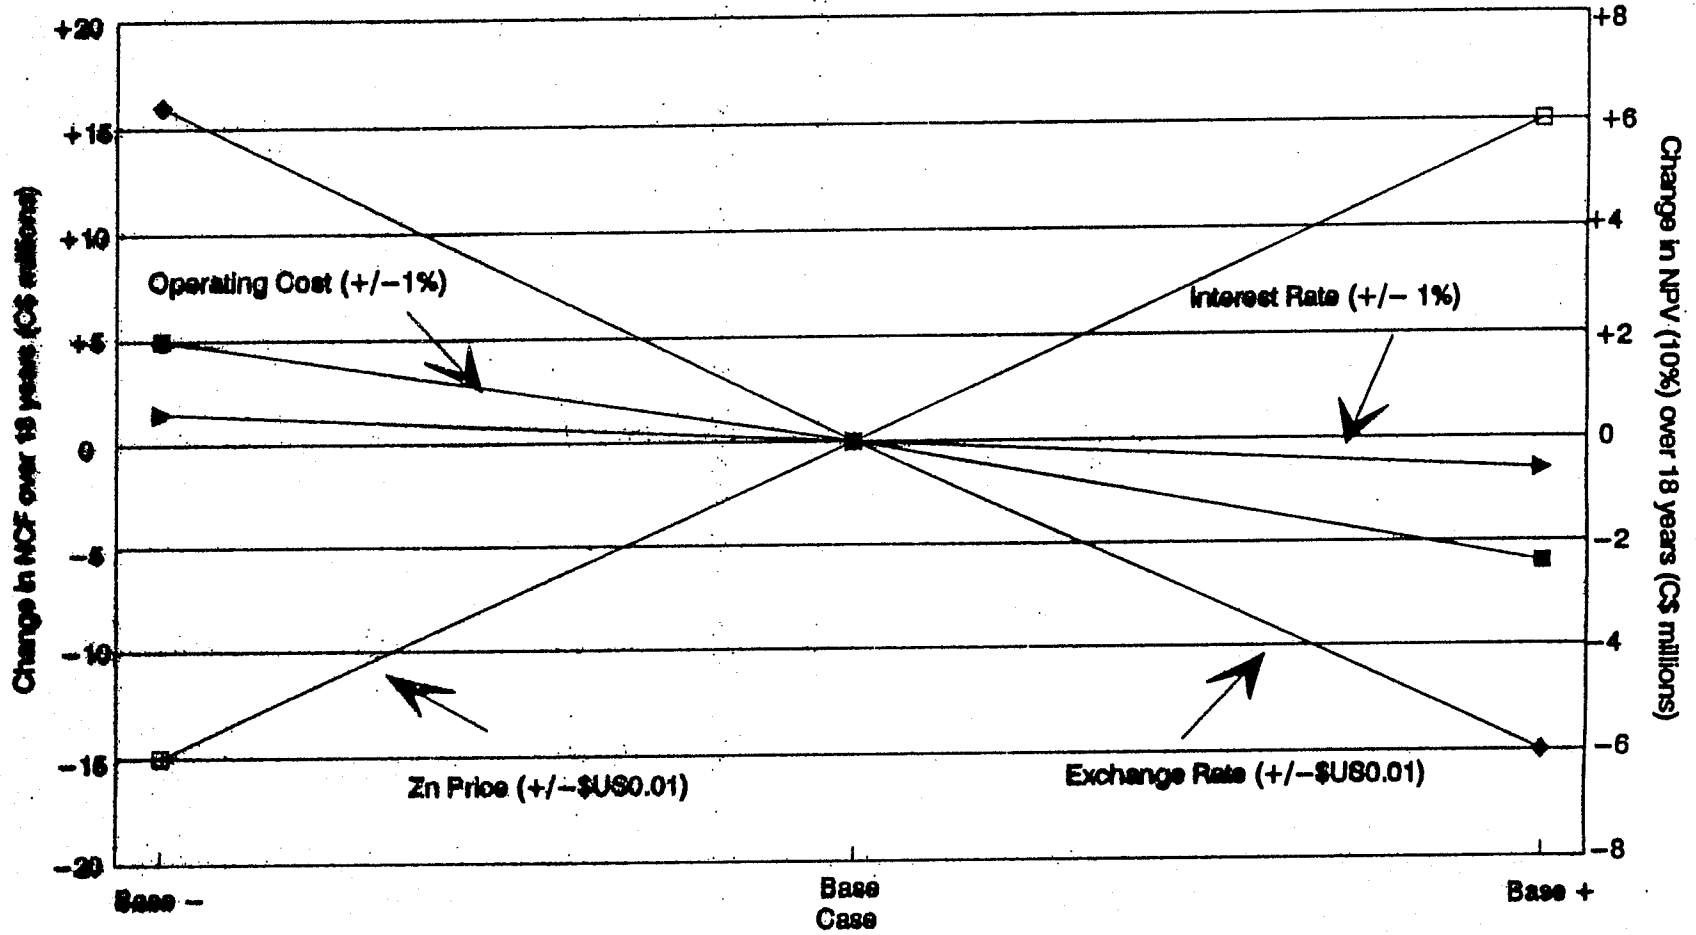 +20
+15
+10
+5
0
−5
−10
−15
−20
Change in NCF over 18 years (C$ millions)
+8
+6
+4
+2
0
−2
−4
−6
−8
Change in NPV (10%) over 18 years (C$ millions)
Operating Cost (+/−1%)
Interest Rate (+/− 1%)
Zn Price (+/−$US0.01)
Exchange Rate (+/−$US0.01)
Base −
Base
Case
Base +